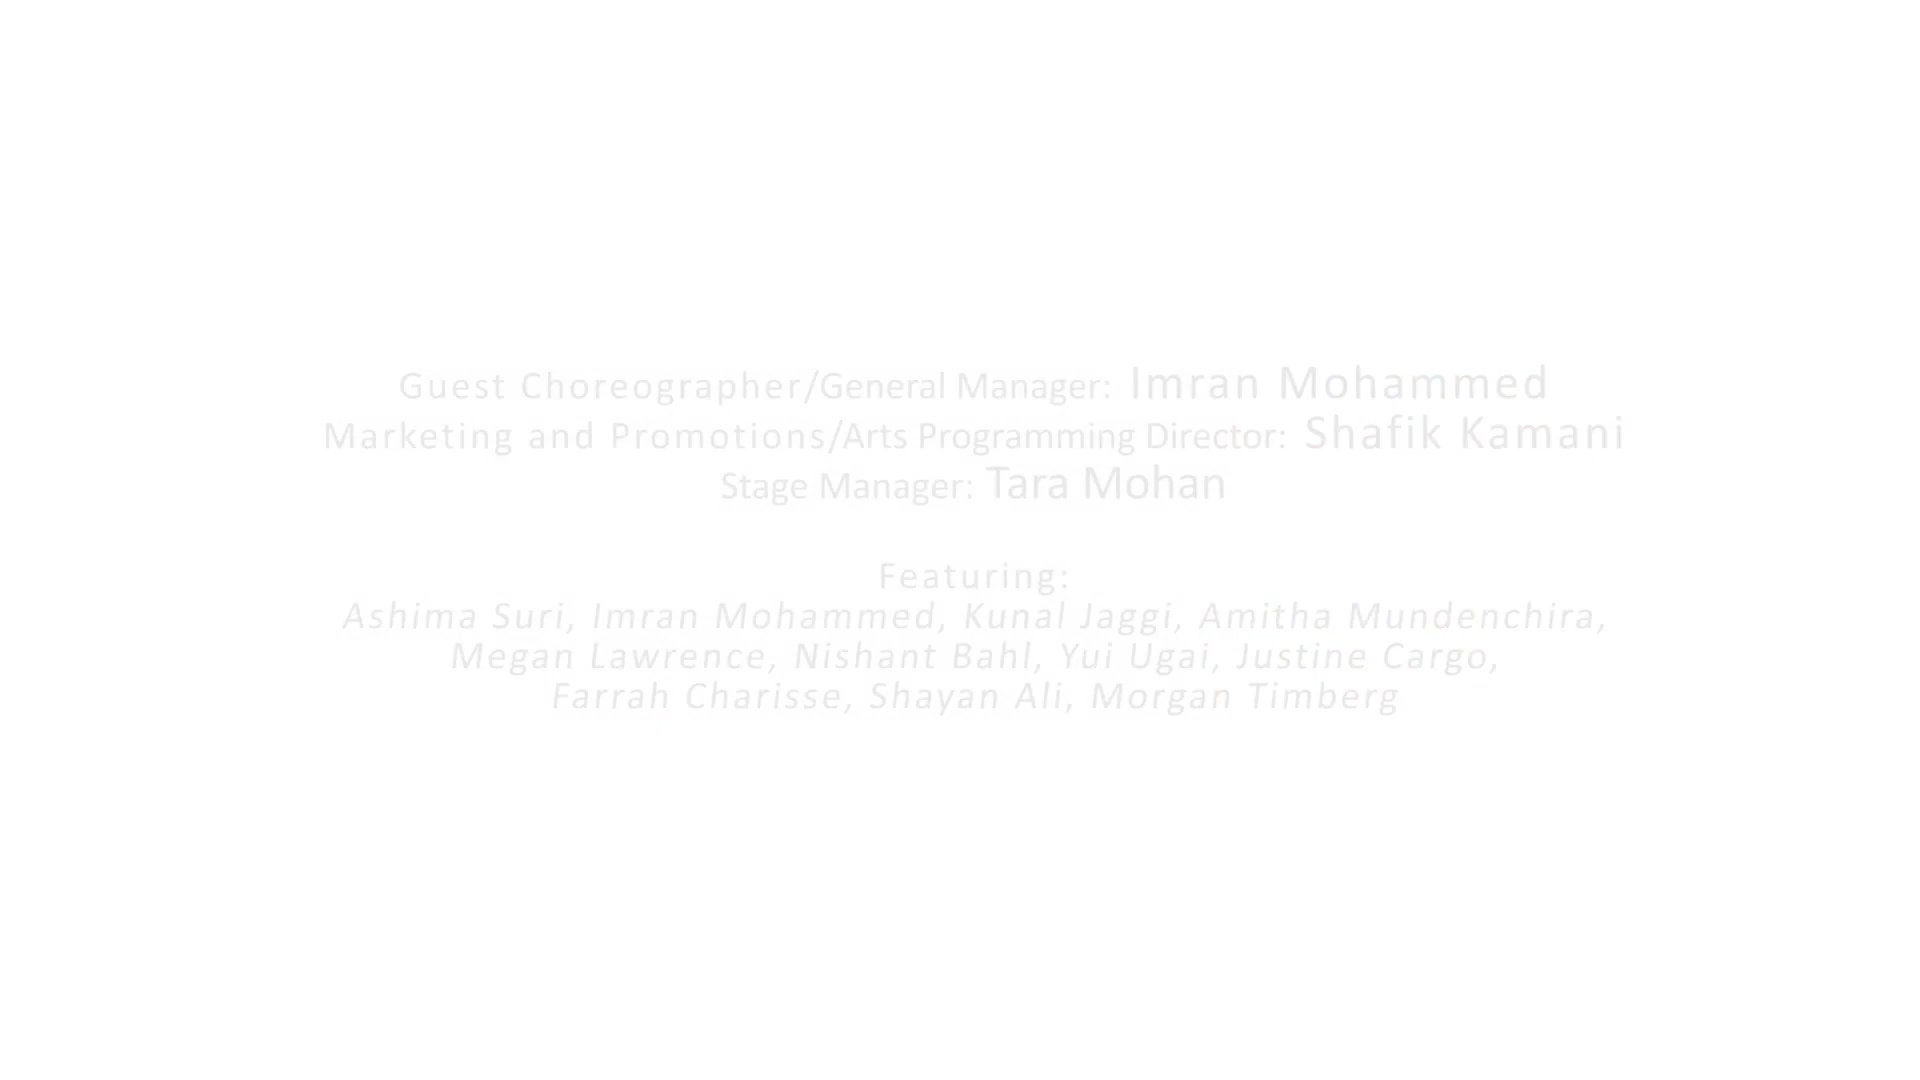 Guest Choreographer/General Manager: Imran Mohammed
Marketing and Promotions/Arts Programming Director: Shafik Kamani
Stage Manager: Tara Mohan
Featuring:
Ashima Suri, Imran Mohammed, Kunal Jaggi, Amitha Mundenchira,
Megan Lawrence, Nishant Bahl, Yui Ugai, Justine Cargo,
Farrah Charisse, Shayan Ali, Morgan Timberg